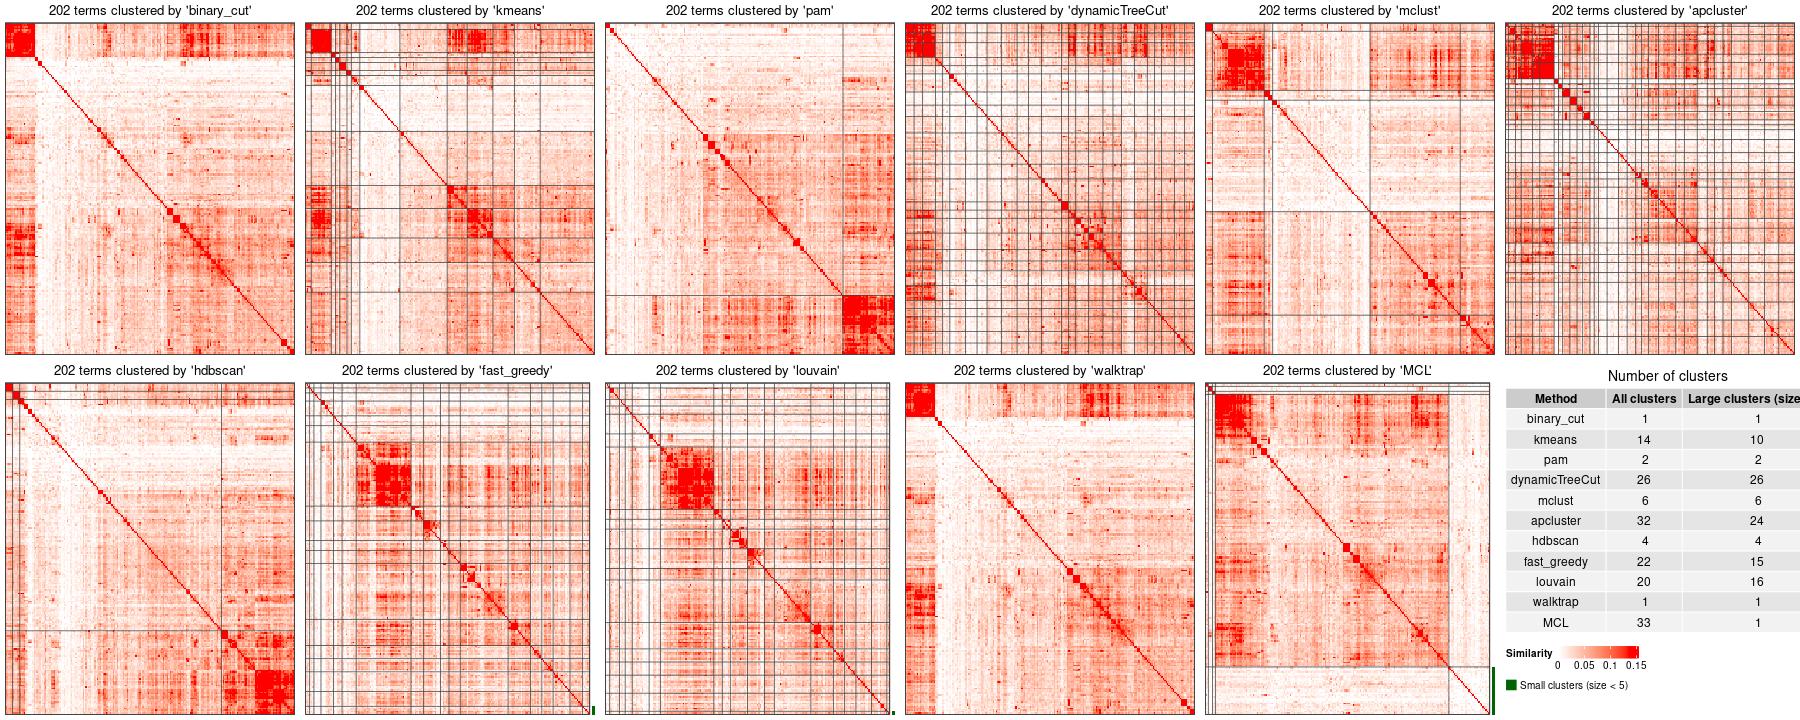 202 terms clustered by 'binary_cut'
202 terms clustered by 'kmeans'
202 terms clustered by 'pam'
202 terms clustered by 'dynamicTreeCut'
202 terms clustered by 'mclust'
202 terms clustered by 'apcluster'
202 terms clustered by 'hdbscan'
202 terms clustered by 'fast_greedy'
202 terms clustered by 'louvain'
202 terms clustered by 'walktrap'
202 terms clustered by 'MCL'
Number of clusters
Method All clusters Large clusters (size
binary_cut 1 1
kmeans 14 10
pam 2 2
dynamicTreeCut 26 26
mclust 6 6
apcluster 32 24
hdbscan 4 4
fast_greedy 22 15
louvain 20 16
walktrap 1 1
MCL 33 1
Similarity
0 0.05 0.1 0.15
Small clusters (size < 5)